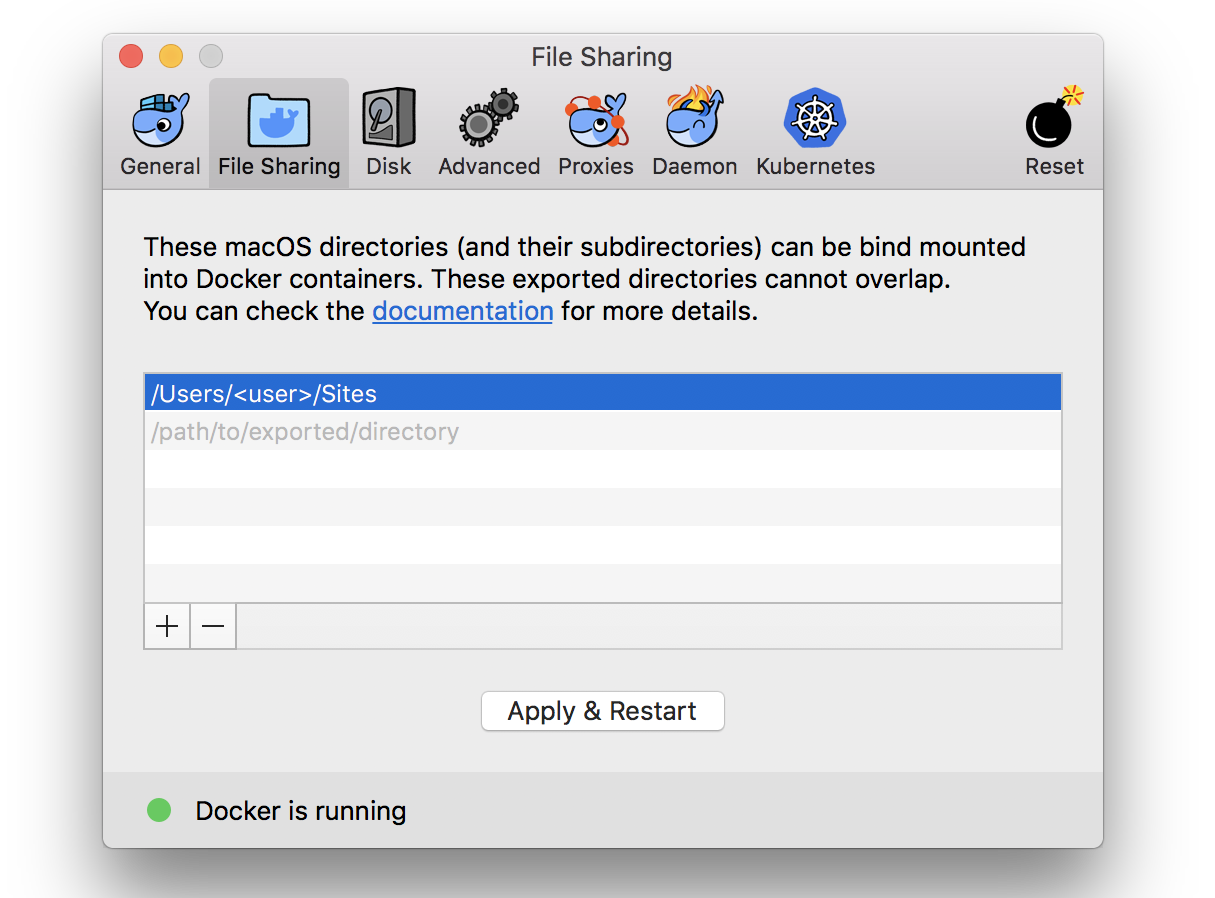 File Sharing
General
File Sharing
Disk
Advanced
Proxies
Daemon
Kubernetes
Reset
These macOS directories (and their subdirectories) can be bind mounted
into Docker containers. These exported directories cannot overlap.
You can check the documentation for more details.
/Users/<user>/Sites
/path/to/exported/directory
Apply & Restart
Docker is running